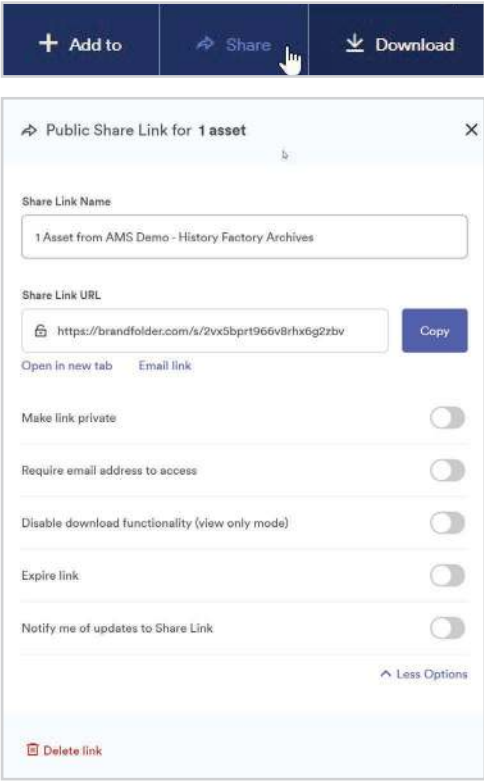 Add to
Share
Download
Public Share Link for 1 asset
Share Link Name
1 Asset from AMS Demo - History Factory Archives
Share Link URL
https://brandfolder.com/s/2vx5bprt966v8rhx6g2zbv
Copy
Open in new tab Email link
Make link private
Require email address to access
Disable download functionality (view only mode)
Expire link
Notify me of updates to Share Link
Less Options
Delete link